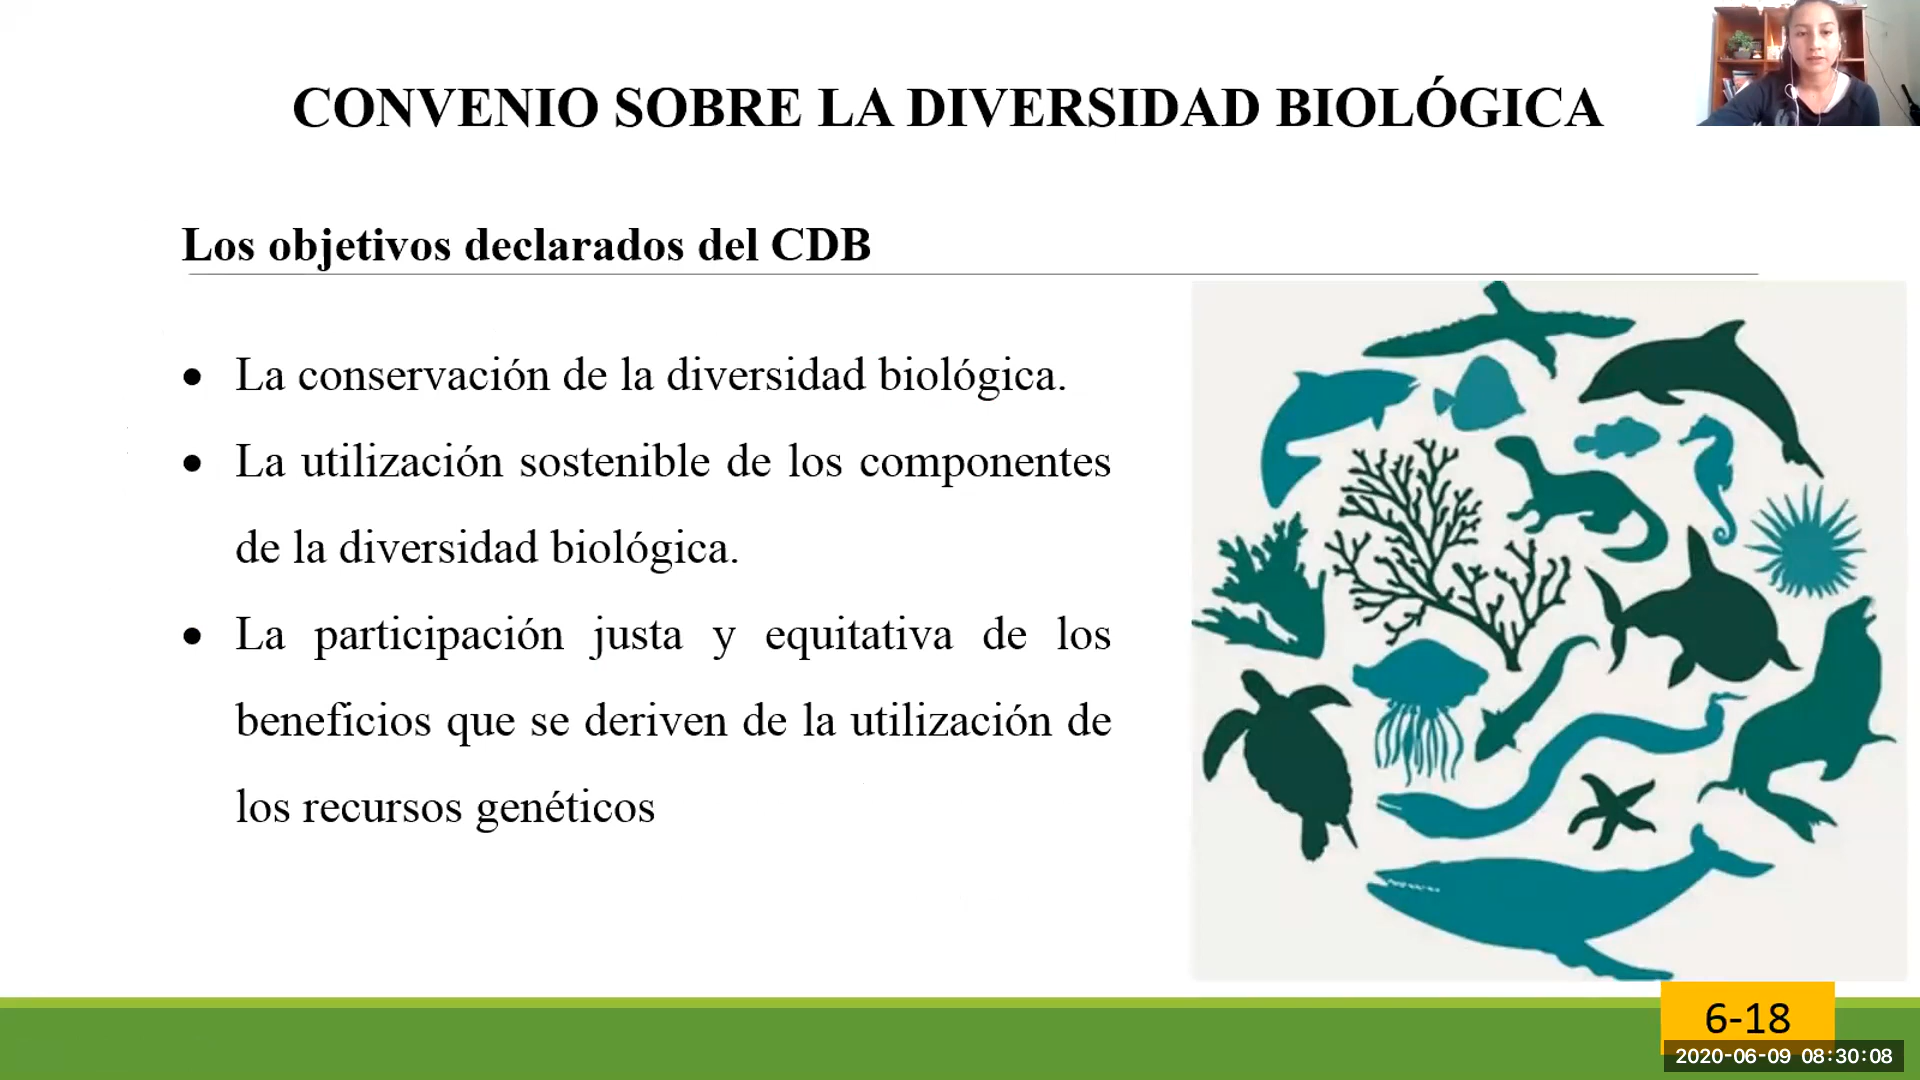 CONVENIO SOBRE LA DIVERSIDAD BIOLÓGICA
Los objetivos declarados del CDB
• La conservación de la diversidad biológica.
• La utilización sostenible de los componentes
de la diversidad biológica.
• La participación justa y equitativa de los
beneficios que se deriven de la utilización de
los recursos genéticos
6-18
2020-06-09 08:30:08